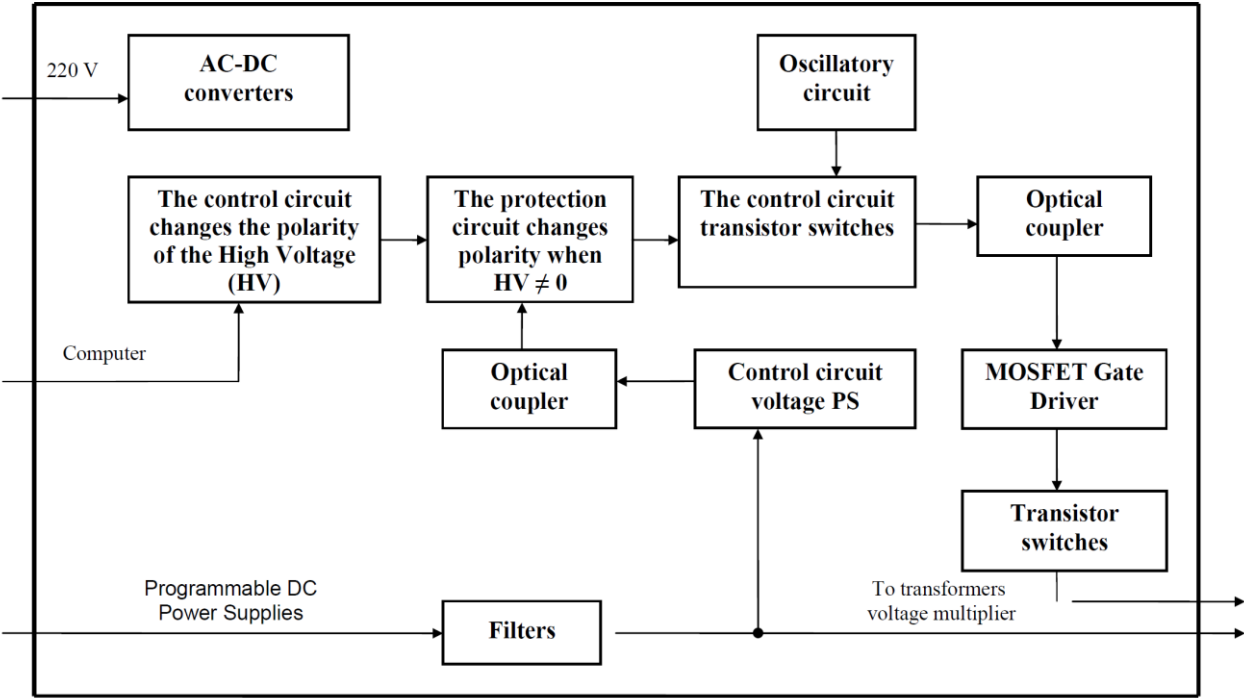 220 V
AC-DC
converters
Oscillatory
circuit
The control circuit
changes the polarity
of the High Voltage
(HV)
The protection
circuit changes
polarity when
HV ≠ 0
The control circuit
transistor switches
Optical
coupler
Computer
Optical
coupler
Control circuit
voltage PS
MOSFET Gate
Driver
Transistor
switches
Programmable DC
Power Supplies
Filters
To transformers
voltage multiplier